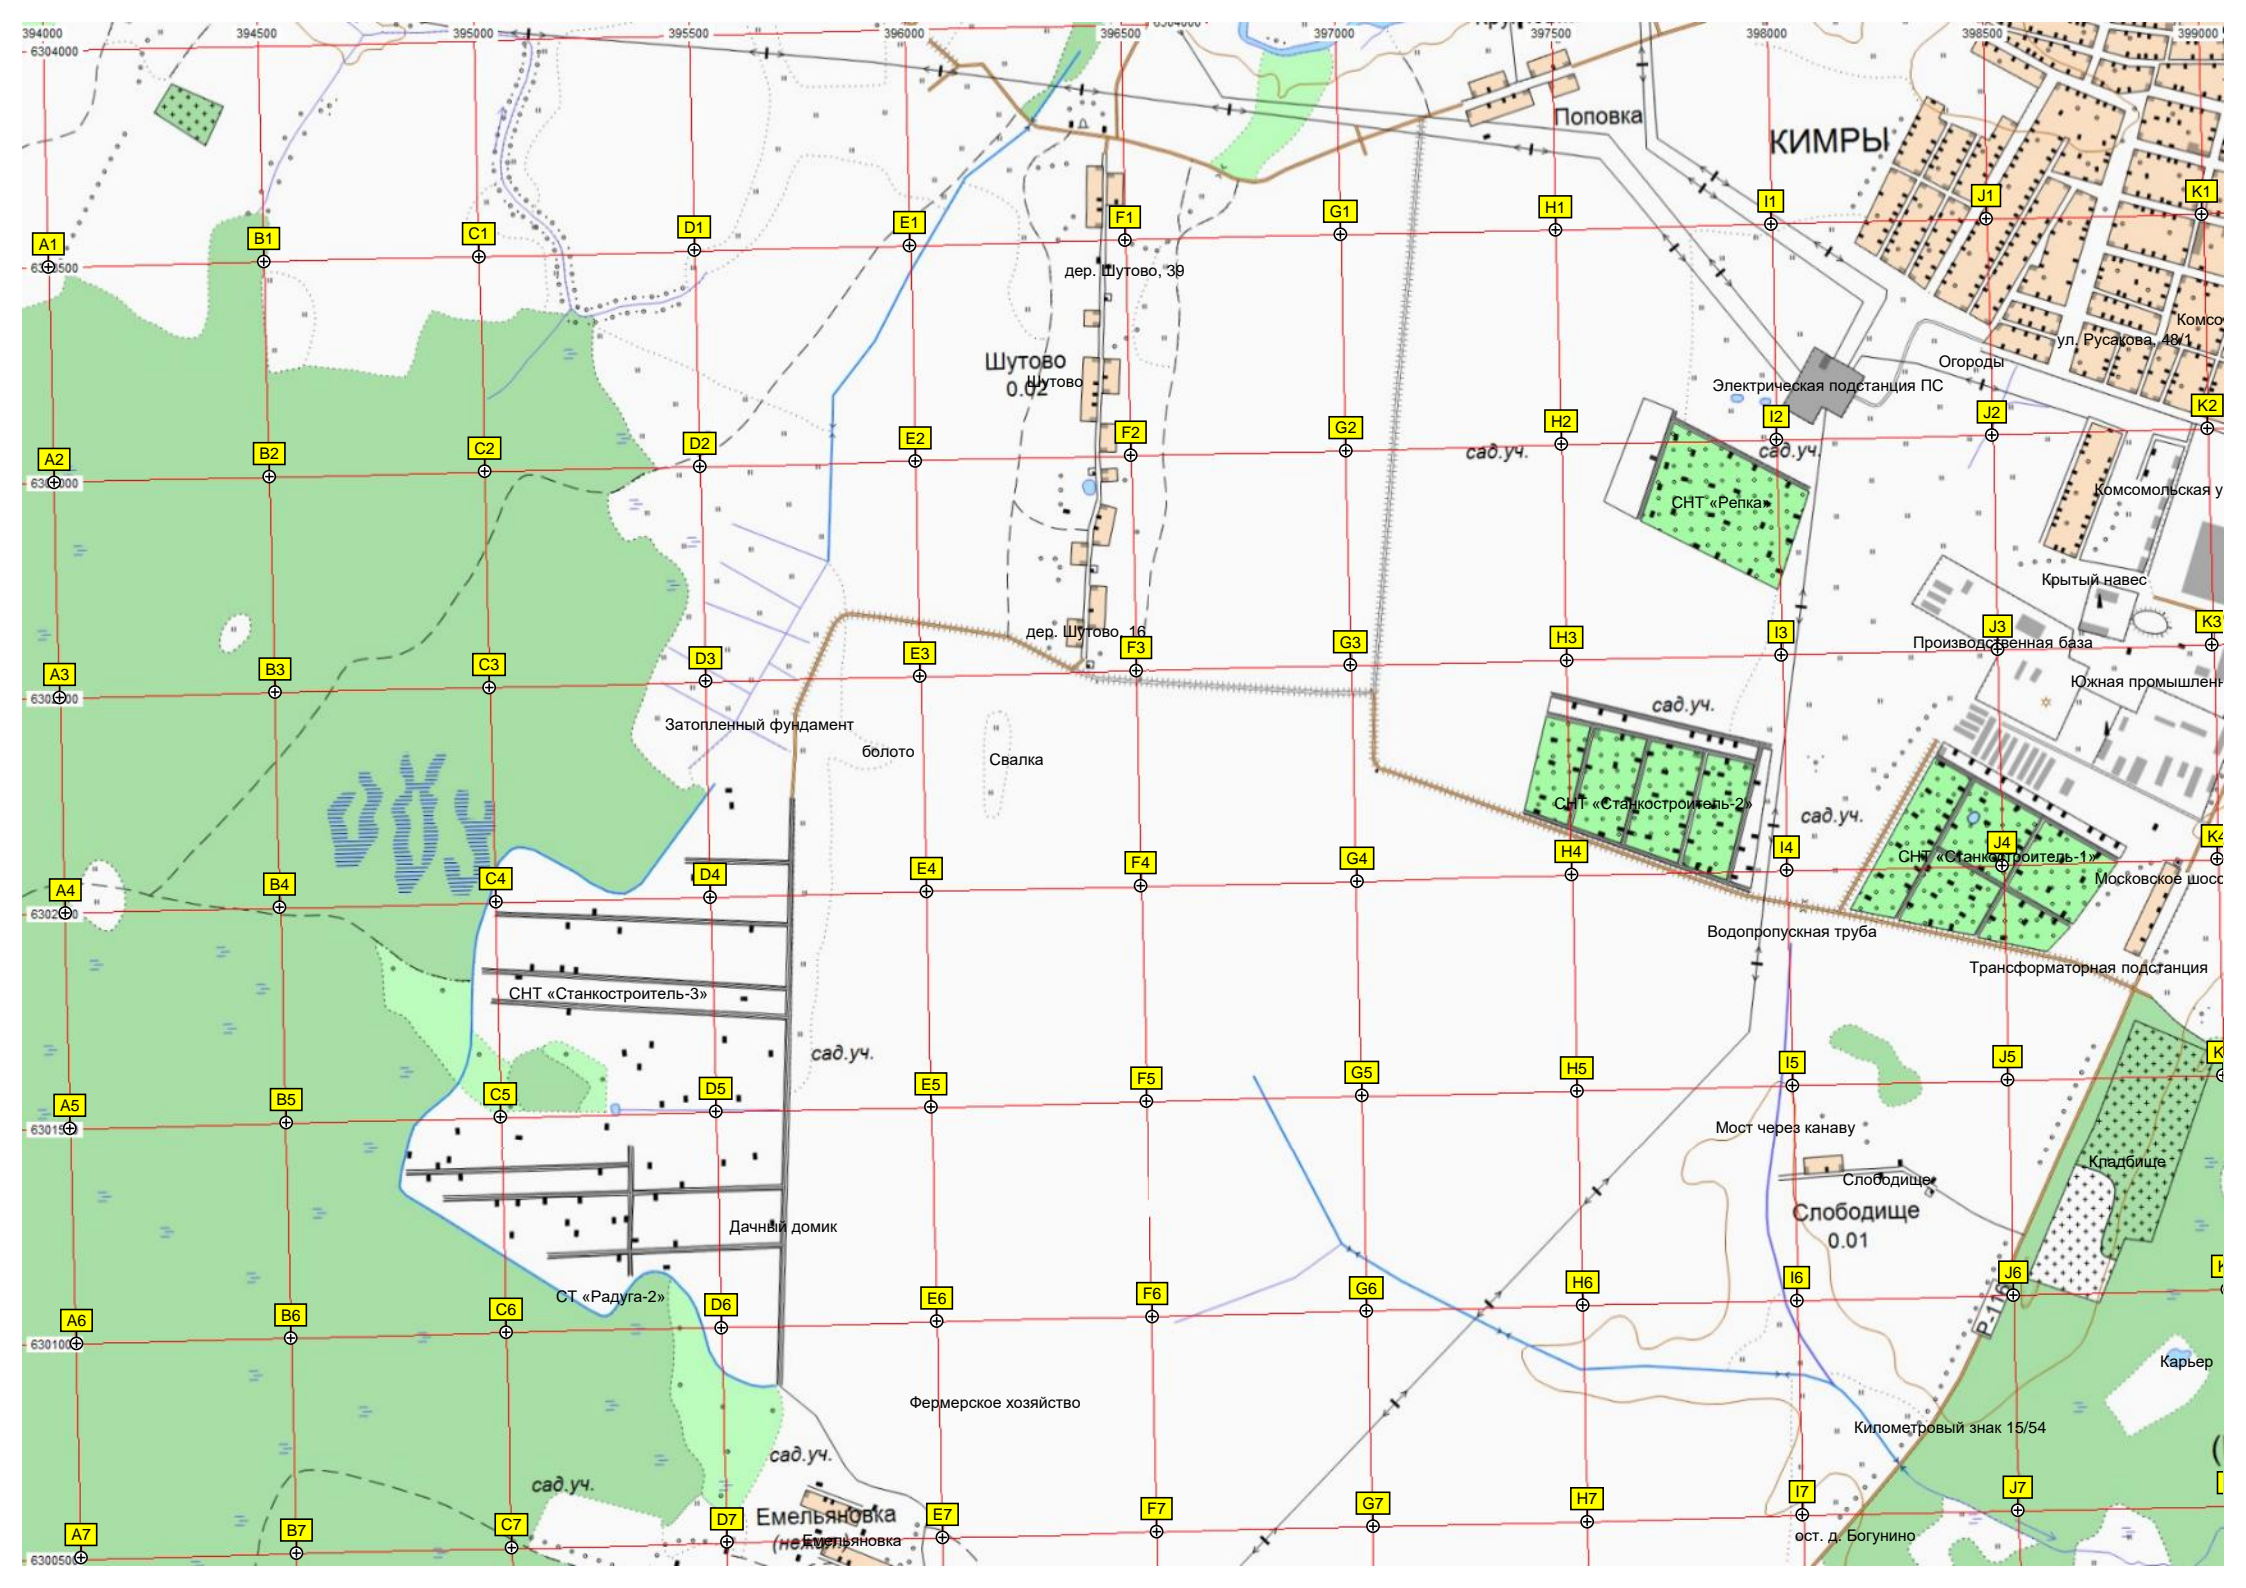 394000 394500 395000 395500 396000 396500 397000 397500 398000 398500 399000
6304000
Поповка
КИМРЫ
A1 B1 C1 D1 E1 F1 G1 H1 I1 J1 K1
дер. Шутово, 39
Комсо
ул. Русакова, 48/1
Шутово
0.02
Шутово
Огороды
Электрическая подстанция ПС
A2 B2 C2 D2 E2 F2 G2 H2 I2 J2 K2
сад.уч.
сад.уч.
СНТ «Репка»
Комсомольская у
Крытый навес
дер. Шутово, 16
A3 B3 C3 D3 E3 F3 G3 H3 I3 J3 K3
Производственная база
Южная промышленн
сад.уч.
Затопленный фундамент
болото
Свалка
СНТ «Станкостроитель-2»
сад.уч.
A4 B4 C4 D4 E4 F4 G4 H4 I4 J4 K4
СНТ «Станкостроитель-1»
Московское шосс
Водопропускная труба
Трансформаторная подстанция
СНТ «Станкостроитель-3»
сад.уч.
A5 B5 C5 D5 E5 F5 G5 H5 I5 J5 K
Мост через канаву
Кладбище
Слободище
Слободище
0.01
Дачный домик
СТ «Радуга-2»
A6 B6 C6 D6 E6 F6 G6 H6 I6 J6
6301000
Карьер
Фермерское хозяйство
Километровый знак 15/54
сад.уч.
сад.уч.
A7 B7 C7 D7 E7 F7 G7 H7 I7 J7
Емельяновка
Емельяновка
ост. д. Богунино
6300500